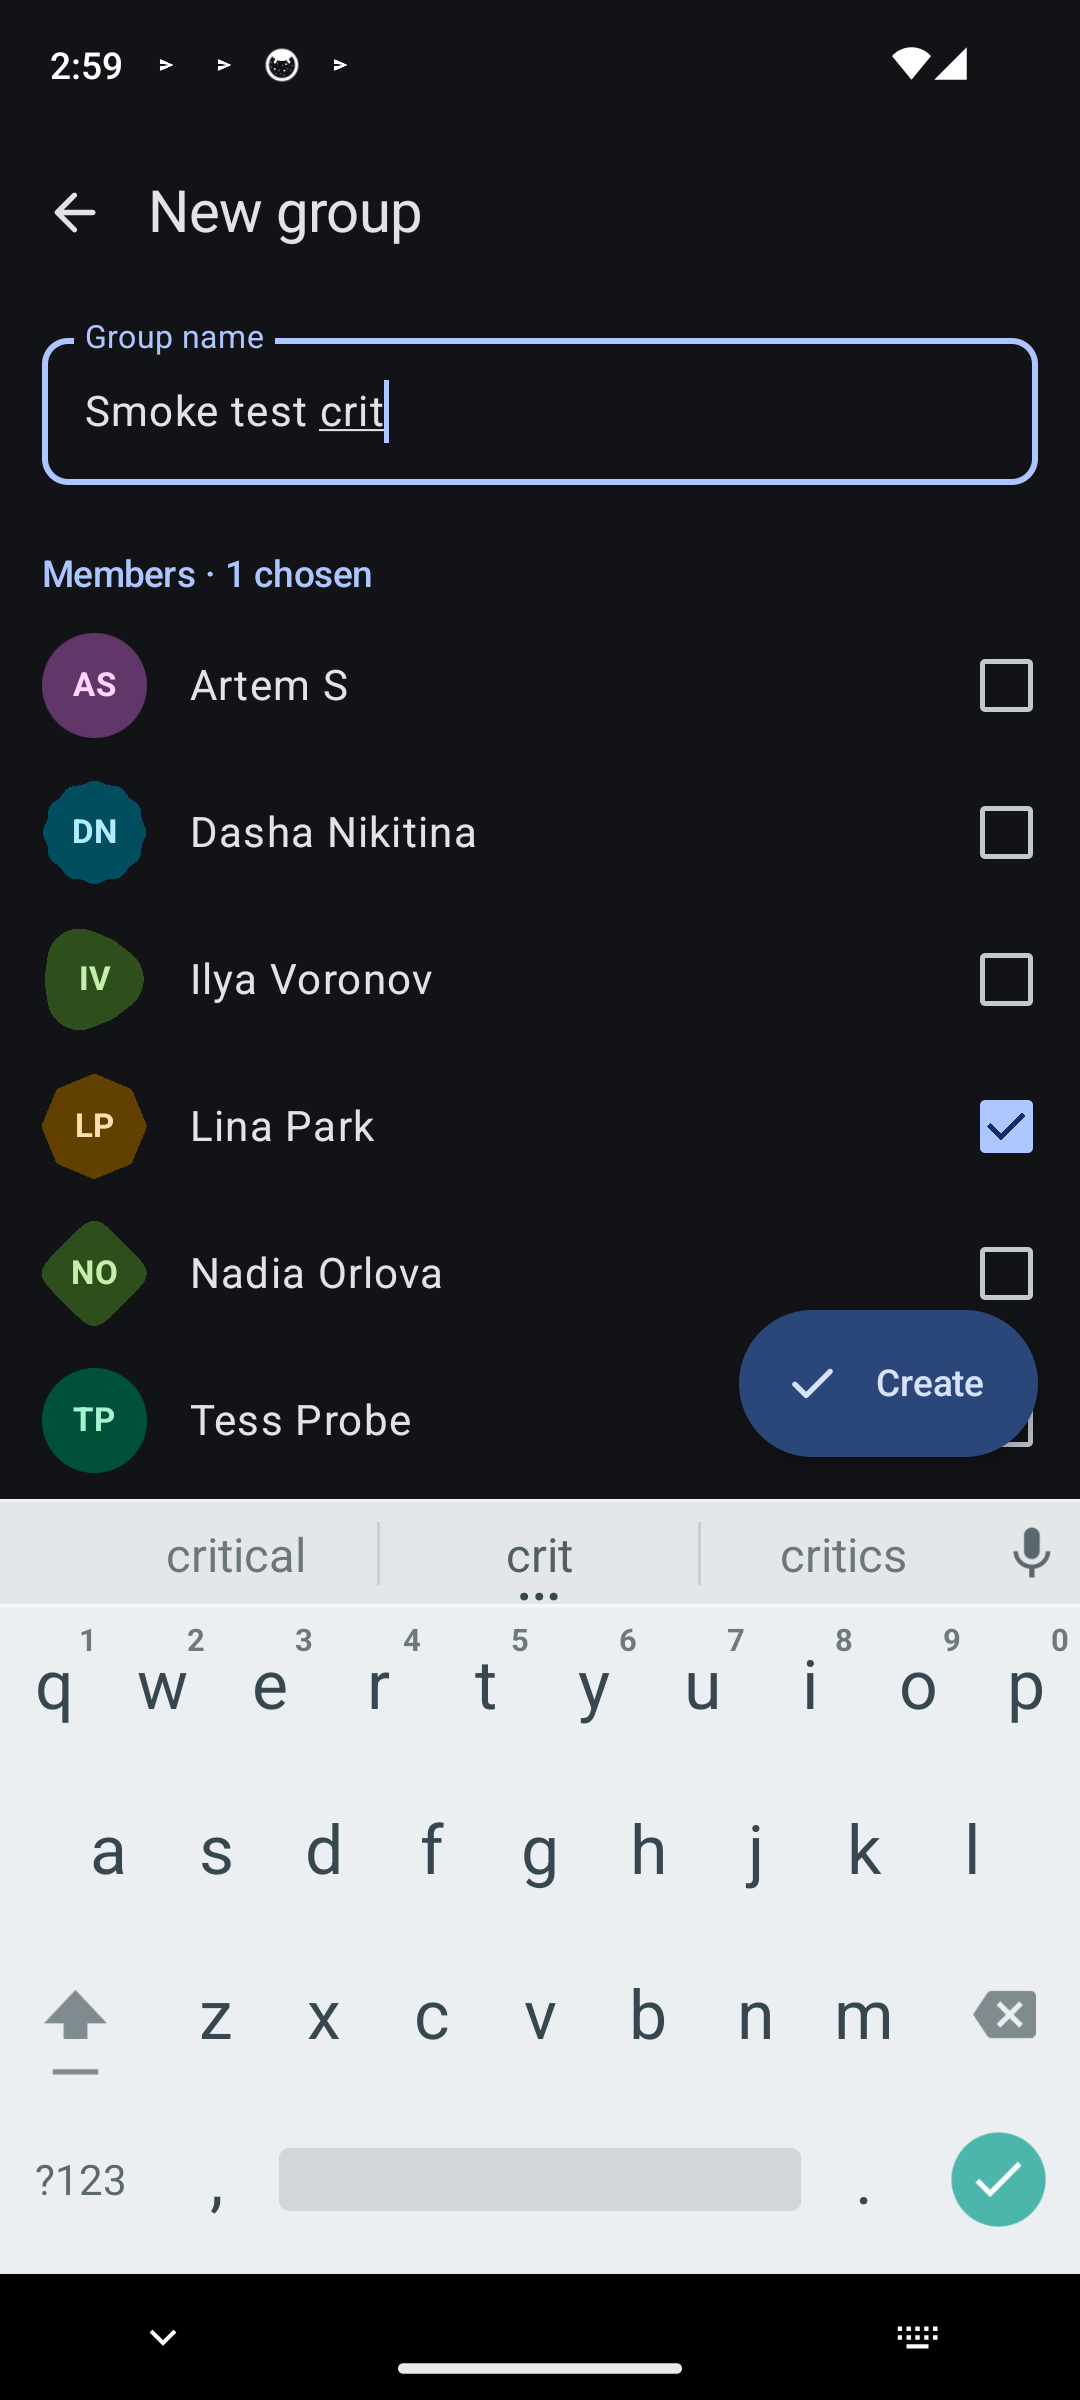 2:59
New group
Group name
Smoke test crit
Members · 1 chosen
AS Artem S
DN Dasha Nikitina
IV Ilya Voronov
LP Lina Park
NO Nadia Orlova
TP Tess Probe
Create
critical crit critics
1 2 3 4 5 6 7 8 9 0
q w e r t y u i o p
a s d f g h j k l
z x c v b n m
?123 , .